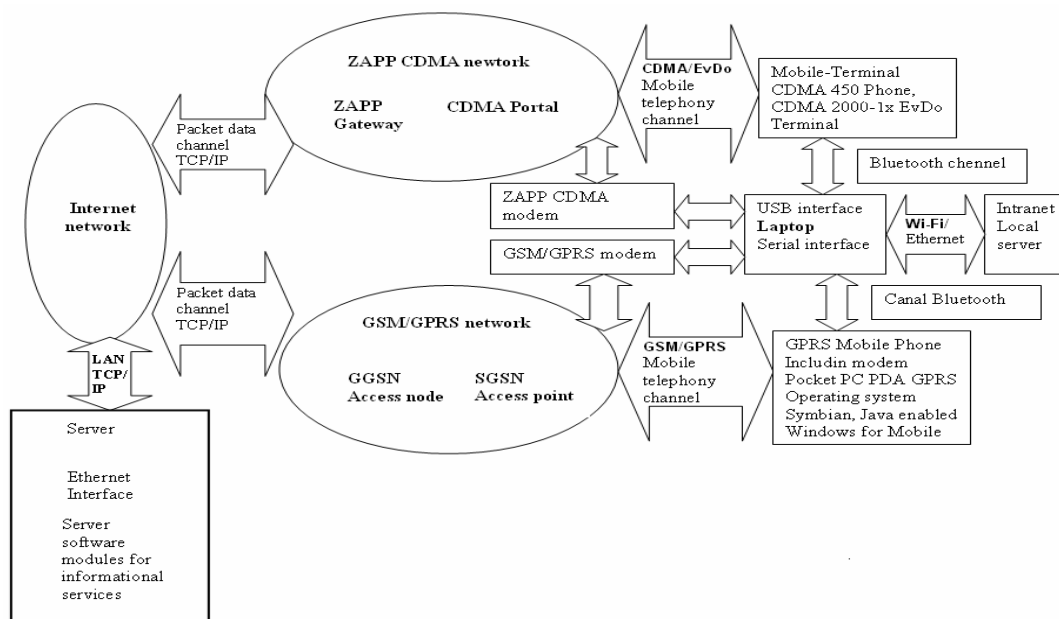 ZAPP CDMA newtork
ZAPP
Gateway
CDMA Portal
CDMA/EvDo
Mobile
telephony
channel
Mobile-Terminal
CDMA 450 Phone,
CDMA 2000-1x EvDo
Terminal
Packet data
channel
TCP/IP
Bluetooth chennel
Internet
network
ZAPP CDMA
modem
USB interface
Laptop
Serial interface
Wi-Fi/
Ethernet
Intranet
Local
server
GSM/GPRS modem
Packet data
channel
TCP/IP
Canal Bluetooth
GSM/GPRS network
GGSN
Access node
SGSN
Access point
GSM/GPRS
Mobile
telephony
channel
GPRS Mobile Phone
Includin modem
Pocket PC PDA GPRS
Operating system
Symbian, Java enabled
Windows for Mobile
LAN
TCP/
IP
Server
Ethernet
Interface
Server
software
modules for
informational
services